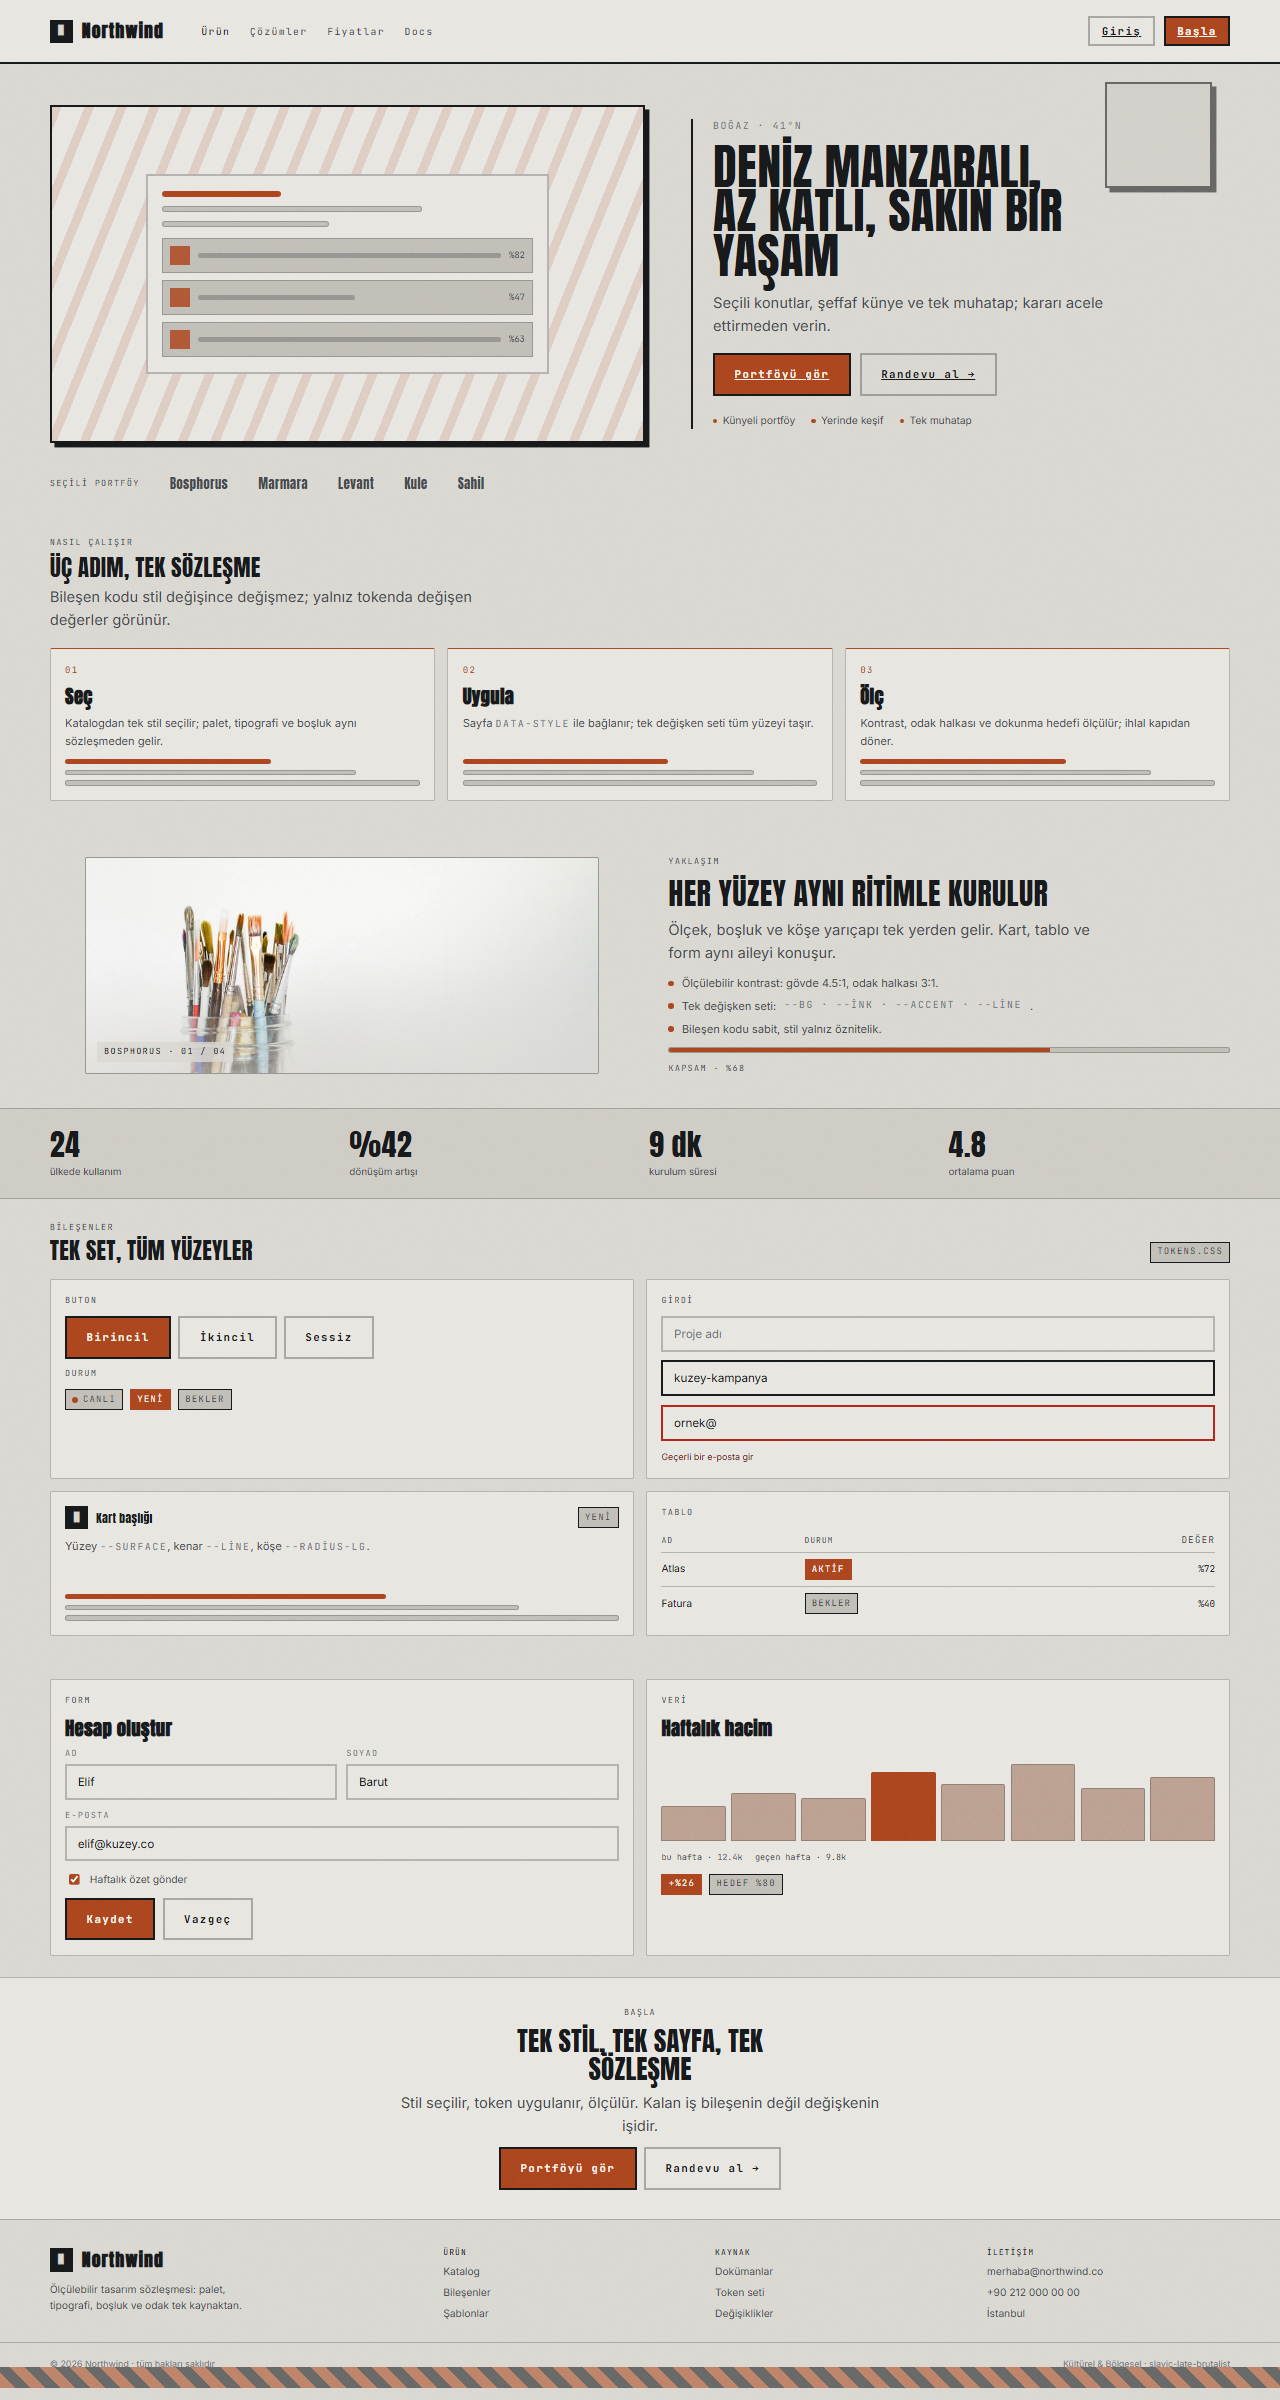 Northwind
Ürün Çözümler Fiyatlar Docs
Giriş Başla
%82
%47
%63
BOĞAZ · 41°N
DENİZ MANZARALI,
AZ KATLI, SAKIN BİR
YAŞAM
Seçili konutlar, şeffaf künye ve tek muhatap; kararı acele
ettirmeden verin.
Portföyü gör Randevu al →
Künyeli portföy Yerinde keşif Tek muhatap
SEÇİLİ PORTFÖY Bosphorus Marmara Levant Kule Sahil
NASIL ÇALIŞIR
ÜÇ ADIM, TEK SÖZLEŞME
Bileşen kodu stil değişince değişmez; yalnız tokenda değişen
değerler görünür.
01
Seç
Katalogdan tek stil seçilir; palet, tipografi ve boşluk aynı
sözleşmeden gelir.
02
Uygula
Sayfa DATA-STYLE ile bağlanır; tek değişken seti tüm yüzeyi taşır.
03
Ölç
Kontrast, odak halkası ve dokunma hedefi ölçülür; ihlal kapıdan
döner.
BOSPHORUS · 01 / 04
YAKLAŞIM
HER YÜZEY AYNI RİTİMLE KURULUR
Ölçek, boşluk ve köşe yarıçapı tek yerden gelir. Kart, tablo ve
form aynı aileyi konuşur.
Ölçülebilir kontrast: gövde 4.5:1, odak halkası 3:1.
Tek değişken seti: --BG · --İNK · --ACCENT · --LİNE .
Bileşen kodu sabit, stil yalnız öznitelik.
KAPSAM · %68
24
ülkede kullanım
%42
dönüşüm artışı
9 dk
kurulum süresi
4.8
ortalama puan
BİLEŞENLER
TEK SET, TÜM YÜZEYLER
TOKENS.CSS
BUTON
Birincil İkincil Sessiz
DURUM
CANLI YENİ BEKLER
GİRDİ
Proje adı
kuzey-kampanya
ornek@
Geçerli bir e-posta gir
Kart başlığı YENİ
Yüzey --SURFACE, kenar --LİNE, köşe --RADİUS-LG.
TABLO
AD DURUM DEĞER
Atlas AKTİF %72
Fatura BEKLER %40
FORM
Hesap oluştur
AD SOYAD
Elif Barut
E-POSTA
elif@kuzey.co
Haftalık özet gönder
Kaydet Vazgeç
VERİ
Haftalık hacim
bu hafta · 12.4k geçen hafta · 9.8k
+%26 HEDEF %80
BAŞLA
TEK STİL, TEK SAYFA, TEK
SÖZLEŞME
Stil seçilir, token uygulanır, ölçülür. Kalan iş bileşenin değil değişkenin
işidir.
Portföyü gör Randevu al →
Northwind
Ölçülebilir tasarım sözleşmesi: palet,
tipografi, boşluk ve odak tek kaynaktan.
ÜRÜN
Katalog
Bileşenler
Şablonlar
KAYNAK
Dokümanlar
Token seti
Değişiklikler
İLETİŞİM
merhaba@northwind.co
+90 212 000 00 00
İstanbul
© 2026 Northwind · tüm hakları saklıdır
Kültürel & Bölgesel · slavic-late-brutalist